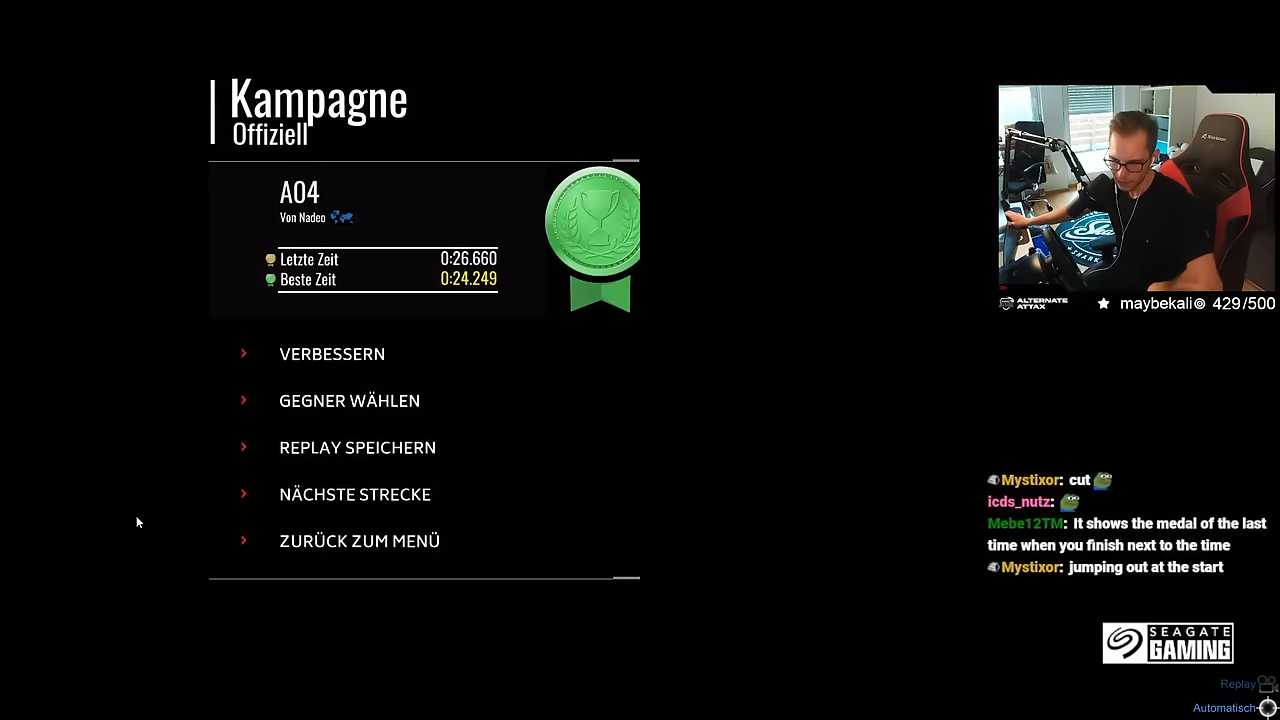 Kampagne
Offiziell
A04
Von Nadeo
Letzte Zeit 0:26.660
Beste Zeit 0:24.249
VERBESSERN
GEGNER WÄHLEN
REPLAY SPEICHERN
NÄCHSTE STRECKE
ZURÜCK ZUM MENÜ
ALTERNATE
ATTAX
maybekali 429/500
Mystixor: cut
icds_nutz:
Mebe12TM: It shows the medal of the last
time when you finish next to the time
Mystixor: jumping out at the start
SEAGATE
GAMING
Replay
Automatisch